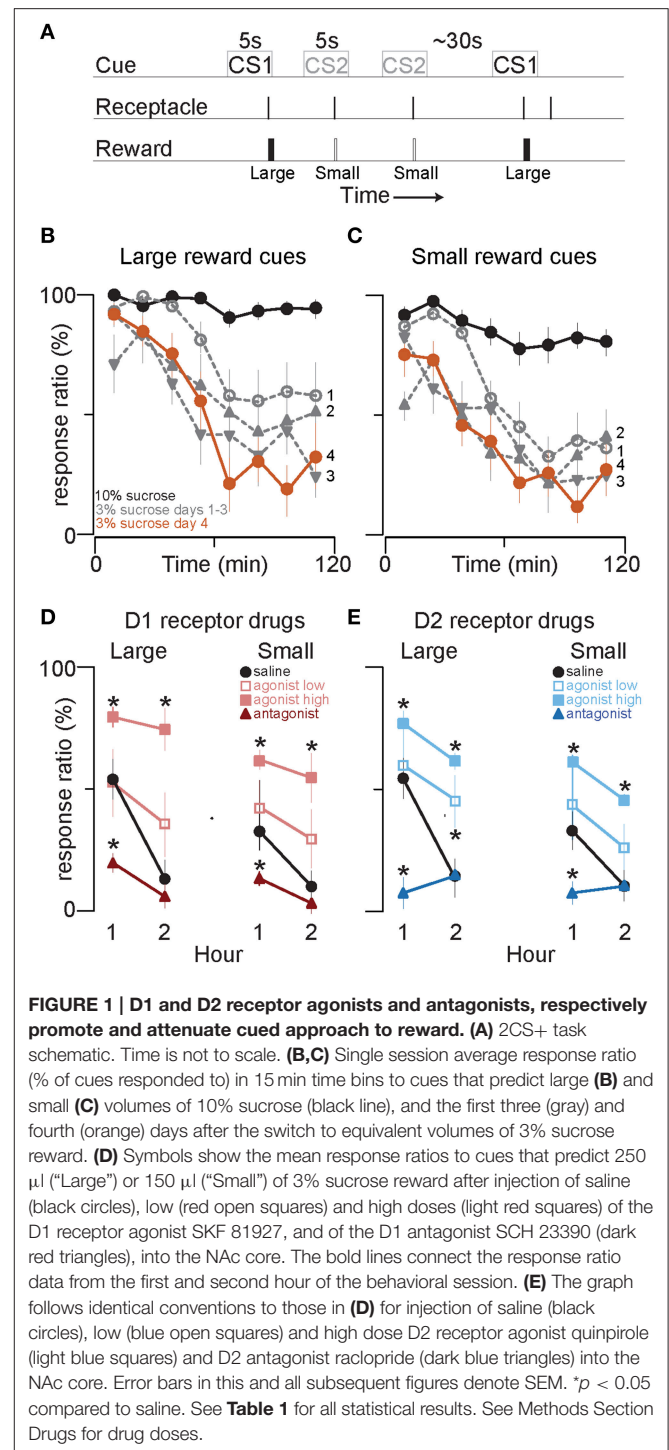 A
5s 5s ~30s
Cue CS1 CS2 CS2 CS1
Receptacle
Reward
Large Small Small Large
Time
B C
Large reward cues Small reward cues
100
response ratio (%)
1
2
4
3
2
1
4
3
10% sucrose
3% sucrose days 1-3
3% sucrose day 4
0
0 120 0 120
Time (min) Time (min)
D D1 receptor drugs E D2 receptor drugs
Large Small Large Small
100
saline
agonist low
agonist high
antagonist
saline
agonist low
agonist high
antagonist
* * * * * *
* * * * * * *
response ratio (%)
0
1 2 1 2 1 2 1 2
Hour Hour
FIGURE 1 | D1 and D2 receptor agonists and antagonists, respectively
promote and attenuate cued approach to reward. (A) 2CS+ task
schematic. Time is not to scale. (B,C) Single session average response ratio
(% of cues responded to) in 15 min time bins to cues that predict large (B) and
small (C) volumes of 10% sucrose (black line), and the first three (gray) and
fourth (orange) days after the switch to equivalent volumes of 3% sucrose
reward. (D) Symbols show the mean response ratios to cues that predict 250
μl (“Large”) or 150 μl (“Small”) of 3% sucrose reward after injection of saline
(black circles), low (red open squares) and high doses (light red squares) of the
D1 receptor agonist SKF 81927, and of the D1 antagonist SCH 23390 (dark
red triangles), into the NAc core. The bold lines connect the response ratio
data from the first and second hour of the behavioral session. (E) The graph
follows identical conventions to those in (D) for injection of saline (black
circles), low (blue open squares) and high dose D2 receptor agonist quinpirole
(light blue squares) and D2 antagonist raclopride (dark blue triangles) into the
NAc core. Error bars in this and all subsequent figures denote SEM. *p < 0.05
compared to saline. See Table 1 for all statistical results. See Methods Section
Drugs for drug doses.